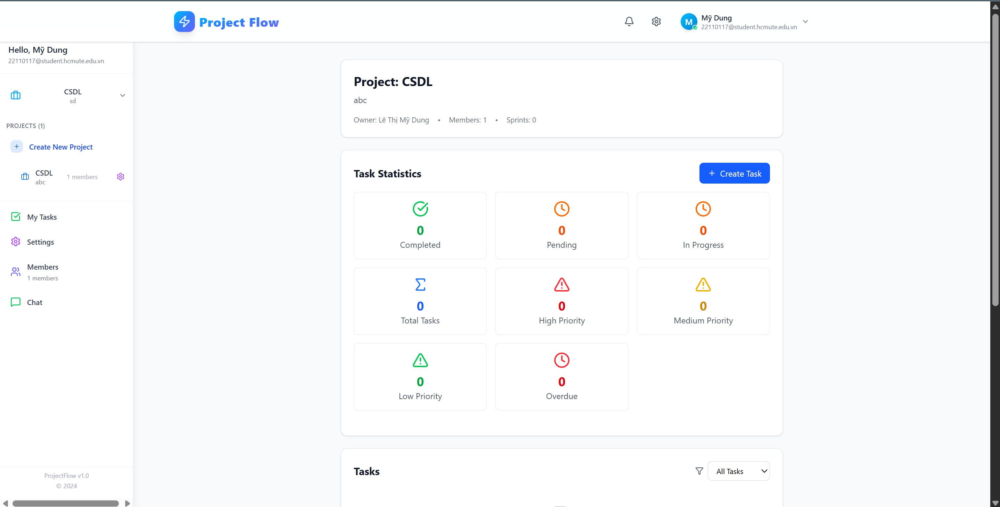 Project Flow
M
Mỹ Dung
22110117@student.hcmute.edu.vn
Hello, Mỹ Dung
22110117@student.hcmute.edu.vn
CSDL
sd
PROJECTS (1)
+ Create New Project
CSDL
abc
1 members
My Tasks
Settings
Members
1 members
Chat
ProjectFlow v1.0
© 2024
Project: CSDL
abc
Owner: Lê Thị Mỹ Dung • Members: 1 • Sprints: 0
Task Statistics
+ Create Task
0
Completed
0
Pending
0
In Progress
0
Total Tasks
0
High Priority
0
Medium Priority
0
Low Priority
0
Overdue
Tasks
All Tasks